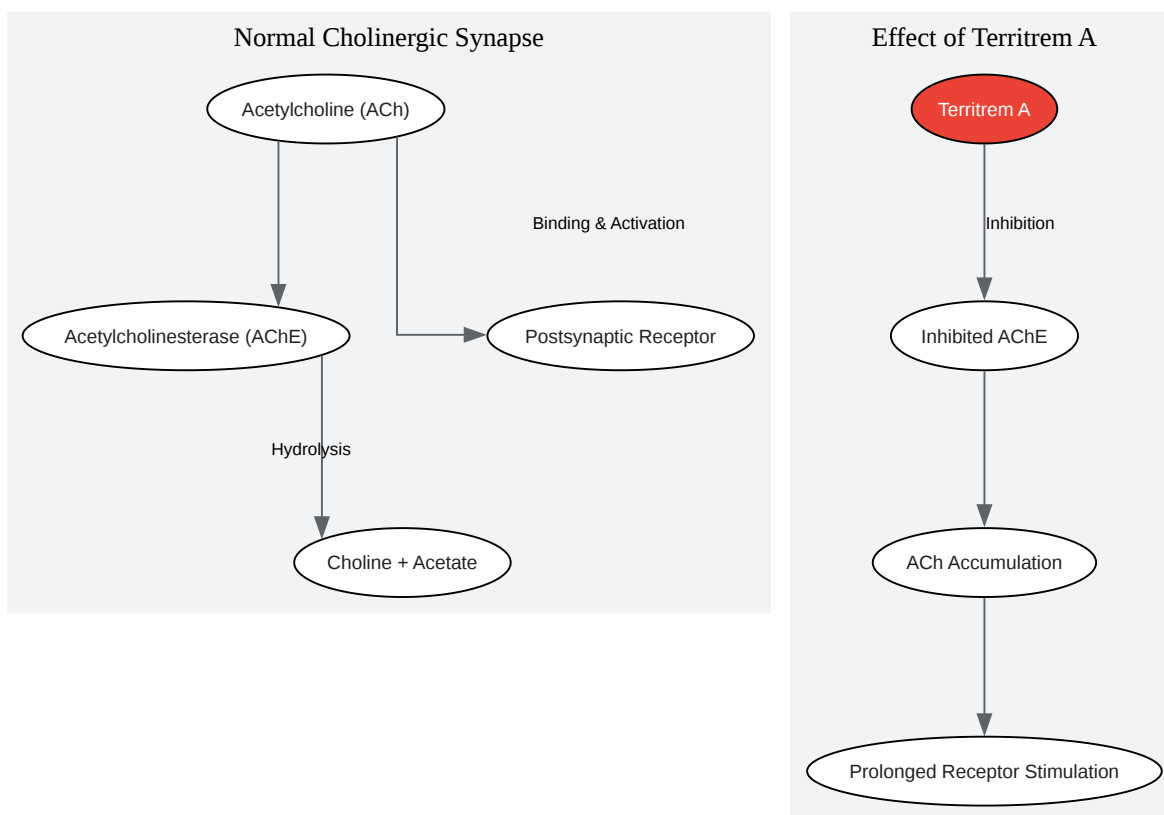 Normal Cholinergic Synapse
Acetylcholine (ACh)
Binding & Activation
Acetylcholinesterase (AChE)
Postsynaptic Receptor
Hydrolysis
Choline + Acetate
Effect of Territrem A
Territrem A
Inhibition
Inhibited AChE
ACh Accumulation
Prolonged Receptor Stimulation